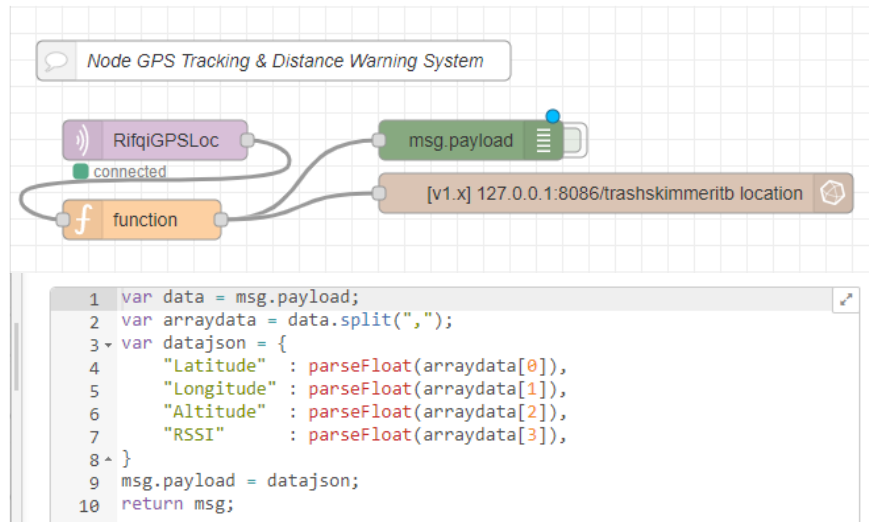 Node GPS Tracking & Distance Warning System
RifqiGPSLoc
msg.payload
connected
[v1.x] 127.0.0.1:8086/trashskimmeritb location
function
1 var data = msg.payload;
2 var arraydata = data.split(",");
3 var datajson = {
4 "Latitude" : parseFloat(arraydata[0]),
5 "Longitude" : parseFloat(arraydata[1]),
6 "Altitude" : parseFloat(arraydata[2]),
7 "RSSI" : parseFloat(arraydata[3]),
8 }
9 msg.payload = datajson;
10 return msg;